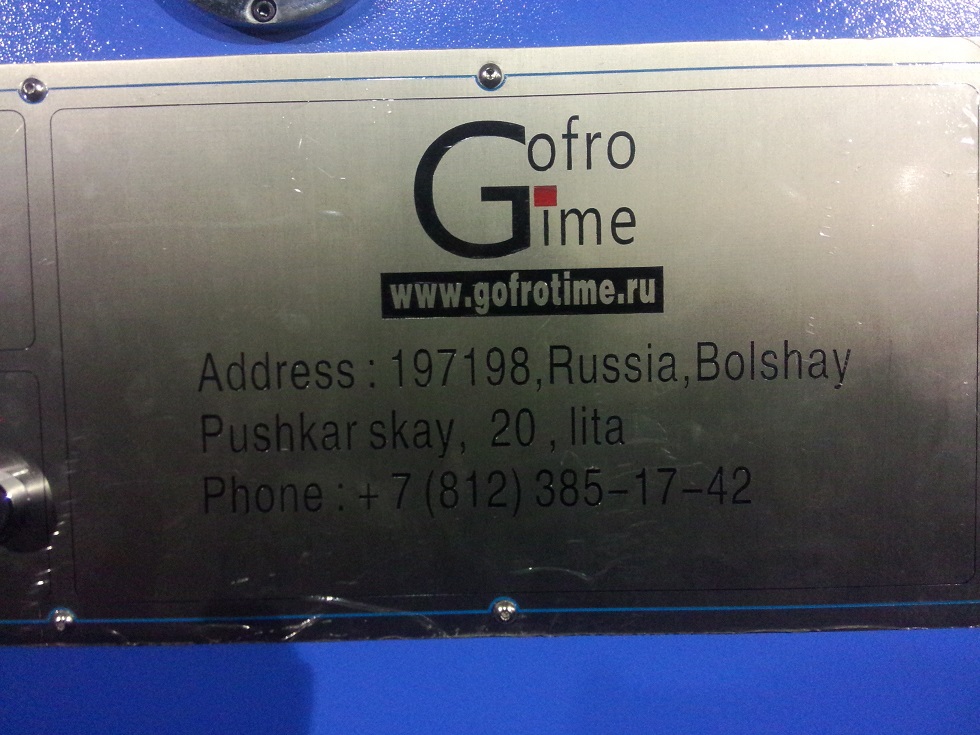 Gofro
Time
www.gofrotime.ru
Address : 197198,Russia,Bolshay
Pushkar skay, 20 , lita
Phone : + 7 (812) 385-17-42